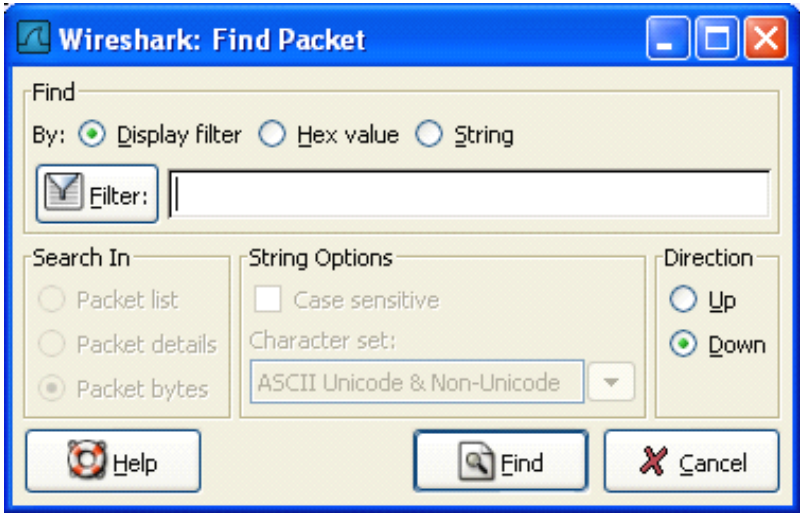 Wireshark: Find Packet
Find
By: Display filter Hex value String
Filter:
Search In
Packet list
Packet details
Packet bytes
String Options
Case sensitive
Character set:
ASCII Unicode & Non-Unicode
Direction
Up
Down
Help Find Cancel